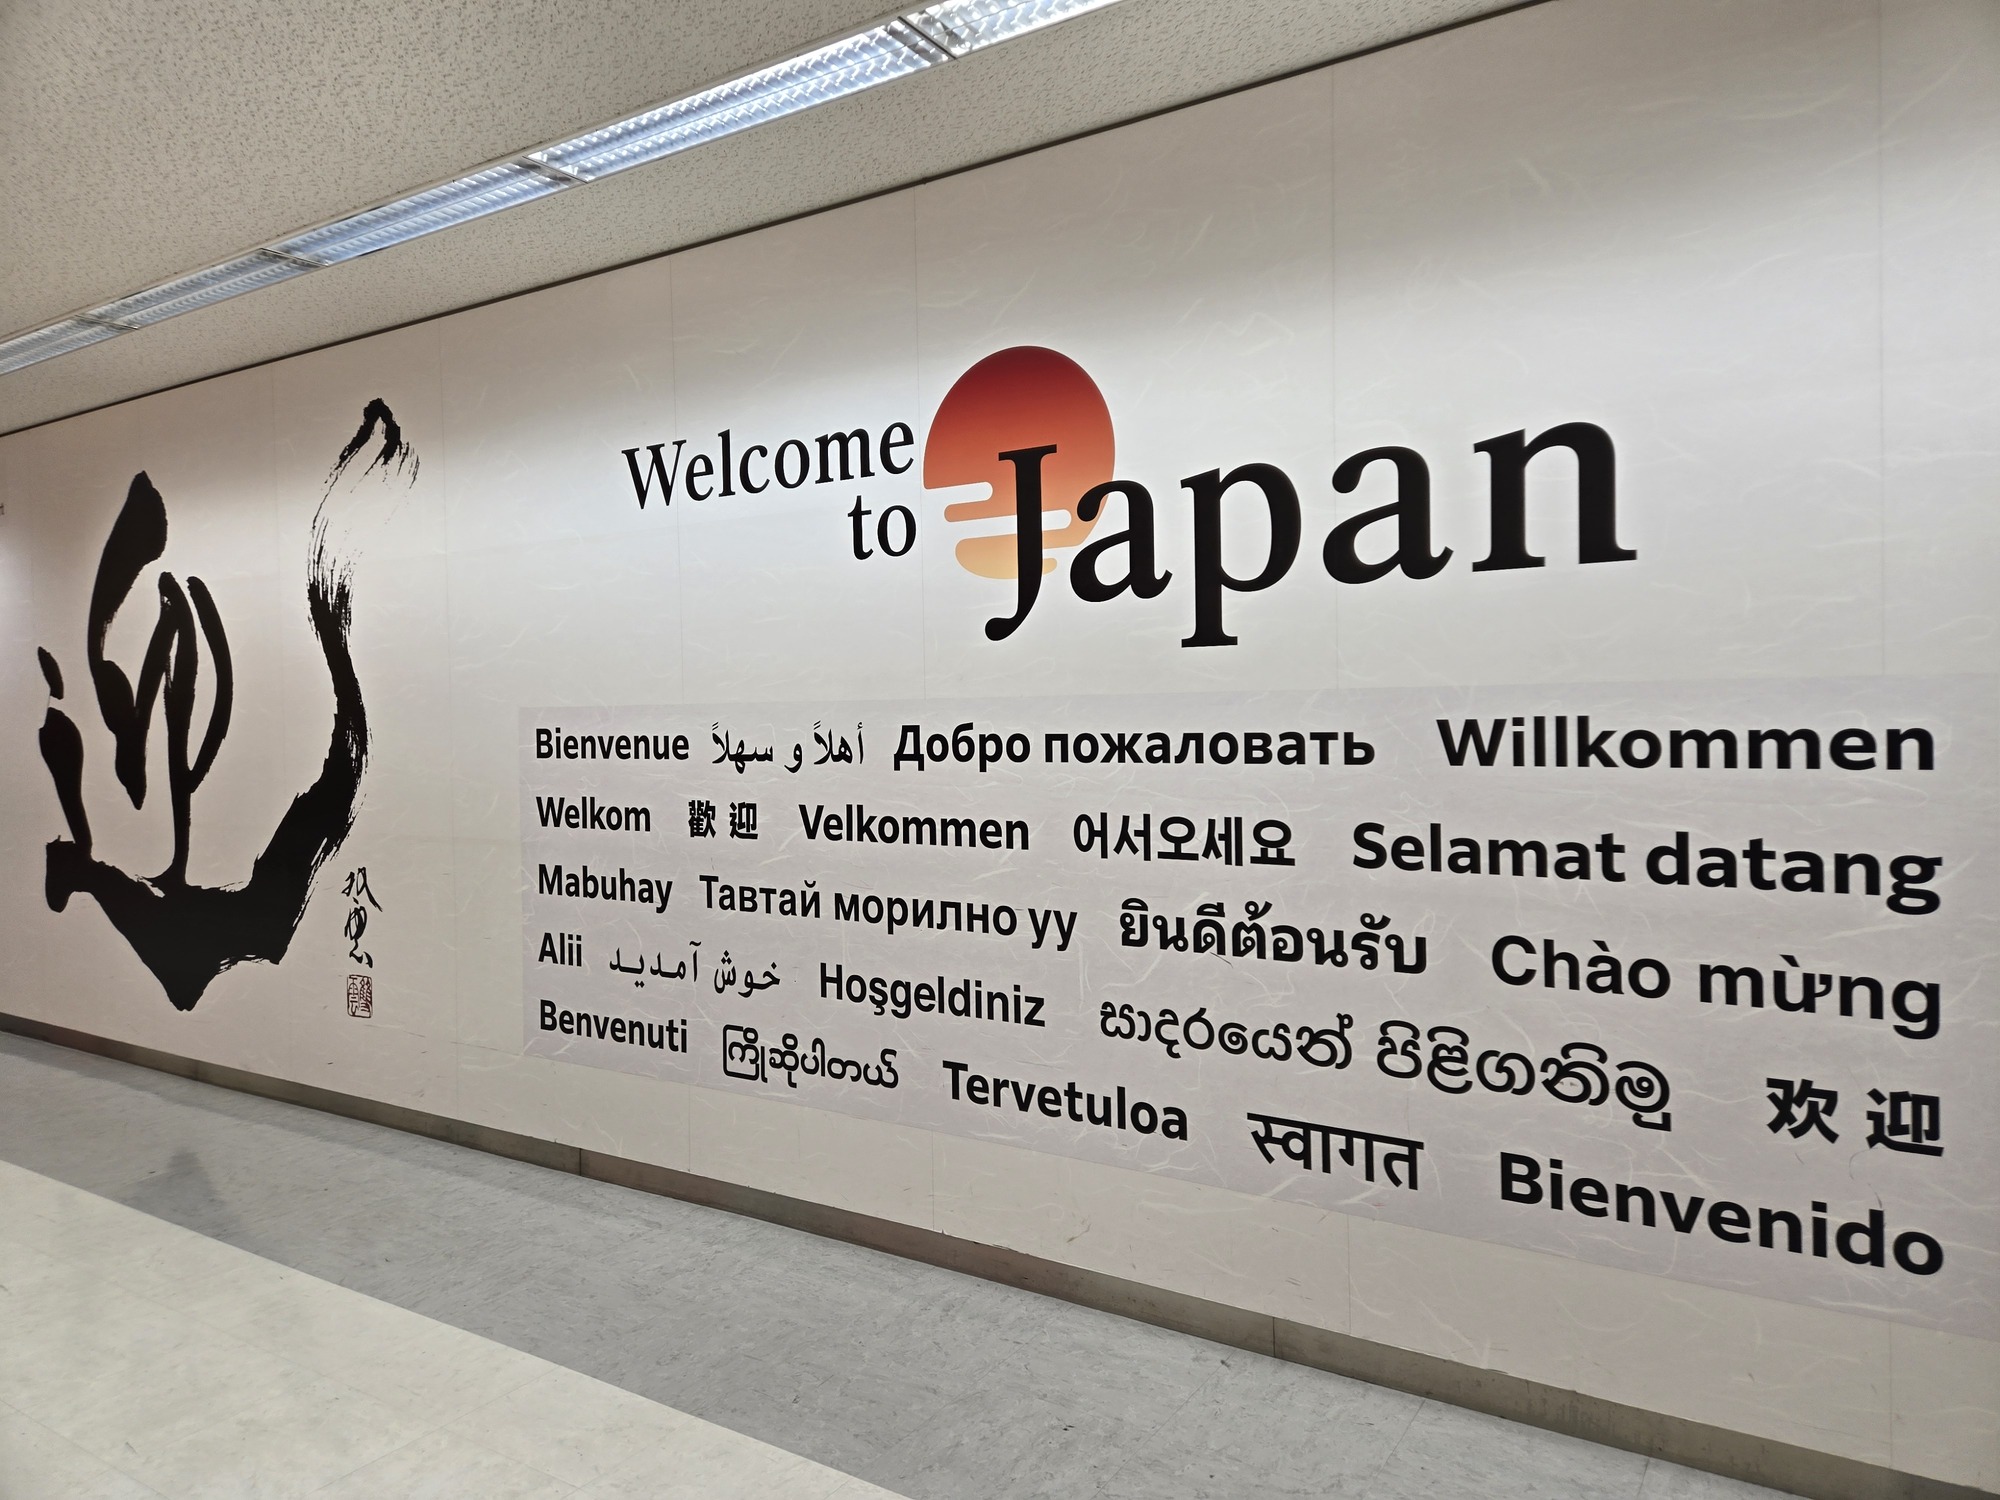 迎
Welcome
to
Japan
Bienvenue أهلاً و سهلاً Добро пожаловать Willkommen
Welkom 歡迎 Velkommen 어서오세요 Selamat datang
Mabuhay Тавтай морилно уу ยินดีต้อนรับ Chào mừng
Alii خوش آمدید Hoşgeldiniz සාදරයෙන් පිළිගනිමු 欢迎
Benvenuti ကြိုဆိုပါတယ် Tervetuloa स्वागत Bienvenido